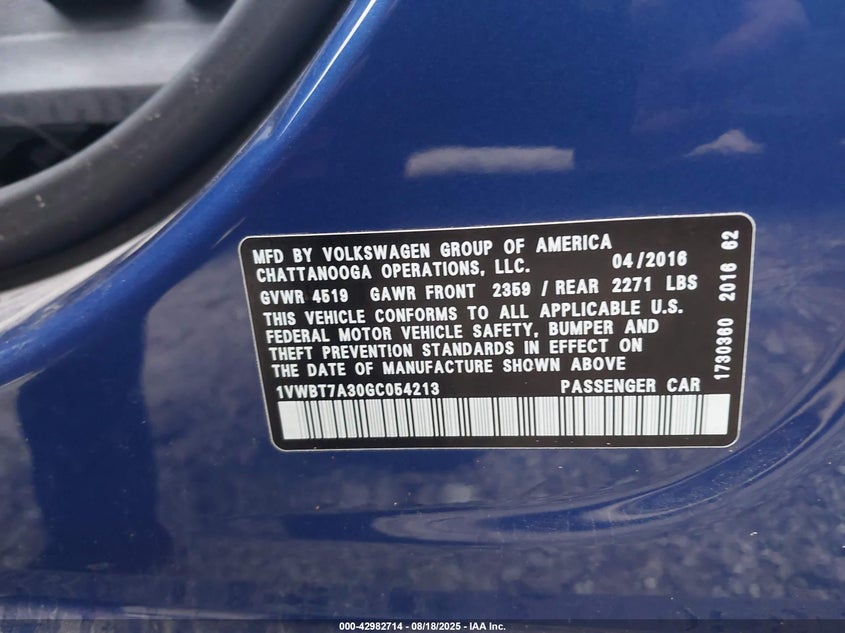 MFD BY VOLKSWAGEN GROUP OF AMERICA
CHATTANOOGA OPERATIONS, LLC. 04/2016
GVWR 4519 GAWR FRONT 2359 / REAR 2271 LBS
THIS VEHICLE CONFORMS TO ALL APPLICABLE U.S.
FEDERAL MOTOR VEHICLE SAFETY, BUMPER AND
THEFT PREVENTION STANDARDS IN EFFECT ON
THE DATE OF MANUFACTURE SHOWN ABOVE
1VWBT7A30GC054213 PASSENGER CAR
1730360 2016 62
000-42982714 - 08/18/2025 - IAA Inc.